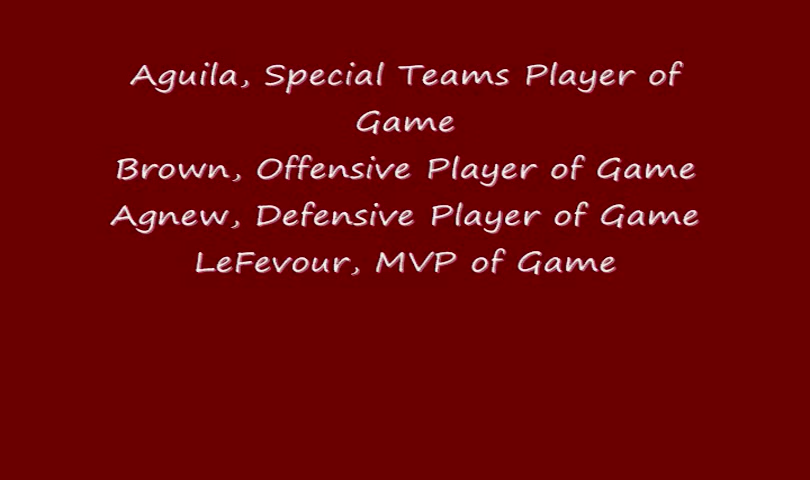 Aguila, Special Teams Player of
Game
Brown, Offensive Player of Game
Agnew, Defensive Player of Game
LeFevour, MVP of Game